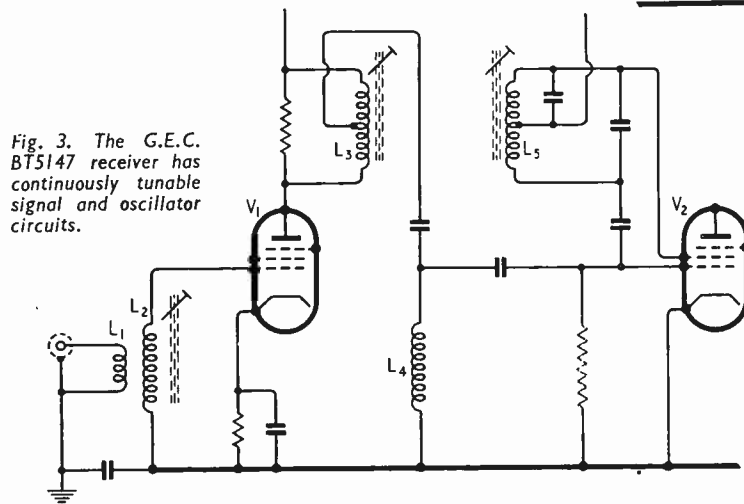 Fig. 3. The G.E.C.
BT5147 receiver has
continuously tunable
signal and oscillator
circuits.
L1
L2
V1
L3
L4
L5
V2